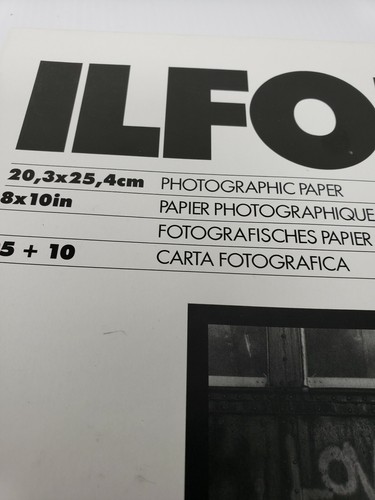 ILFO
20,3x25,4cm PHOTOGRAPHIC PAPER
8x10in PAPIER PHOTOGRAPHIQUE
FOTOGRAFISCHES PAPIER
5 + 10 CARTA FOTOGRAFICA